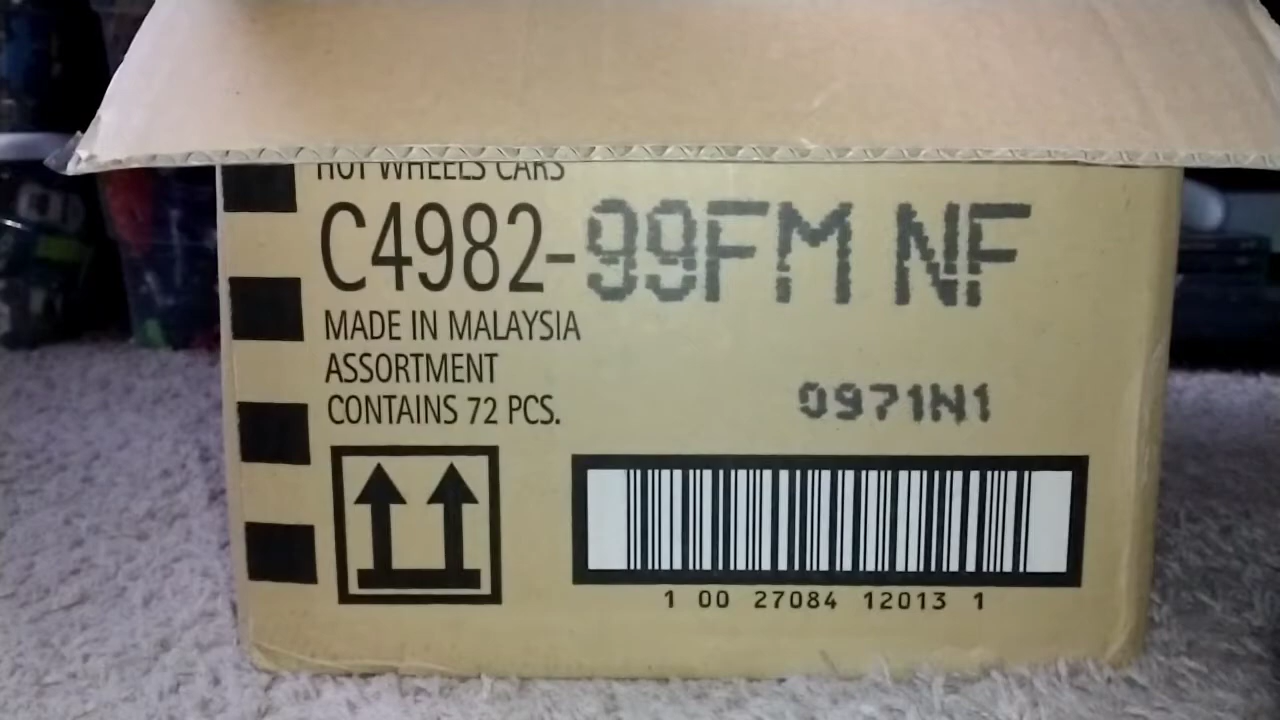 HOT WHEELS CARS
C4982-99FM NF
MADE IN MALAYSIA
ASSORTMENT
CONTAINS 72 PCS.
0971N1
1 00 27084 12013 1